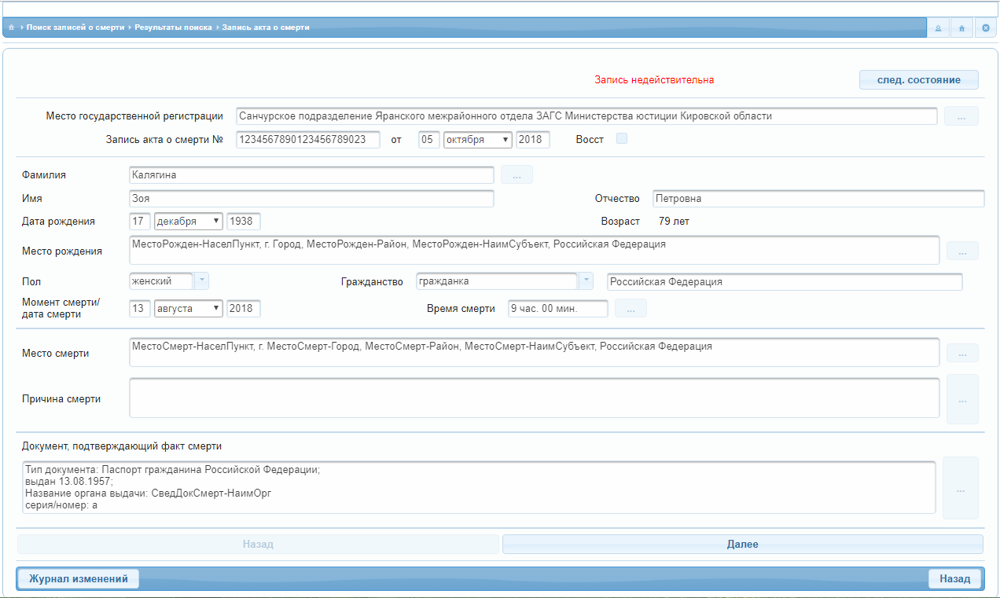 Поиск записей о смерти Результаты поиска Запись акта о смерти
Запись недействительна след. состояние
Место государственной регистрации Санчурское подразделение Яранского межрайонного отдела ЗАГС Министерства юстиции Кировской области ...
Запись акта о смерти № 1234567890123456789023 от 05 октября 2018 Восст
Фамилия Калягина ...
Имя Зоя Отчество Петровна
Дата рождения 17 декабря 1938 Возраст 79 лет
Место рождения МестоРожден-НаселПункт, г. Город, МестоРожден-Район, МестоРожден-НаимСубъект, Российская Федерация ...
Пол женский Гражданство гражданка Российская Федерация
Момент смерти/
дата смерти 13 августа 2018 Время смерти 9 час. 00 мин. ...
Место смерти МестоСмерт-НаселПункт, г. МестоСмерт-Город, МестоСмерт-Район, МестоСмерт-НаимСубъект, Российская Федерация ...
Причина смерти ...
Документ, подтверждающий факт смерти
Тип документа: Паспорт гражданина Российской Федерации;
выдан 13.08.1957;
Название органа выдачи: СведДокСмерт-НаимОрг ...
серия/номер: а
Назад Далее
Журнал изменений Назад